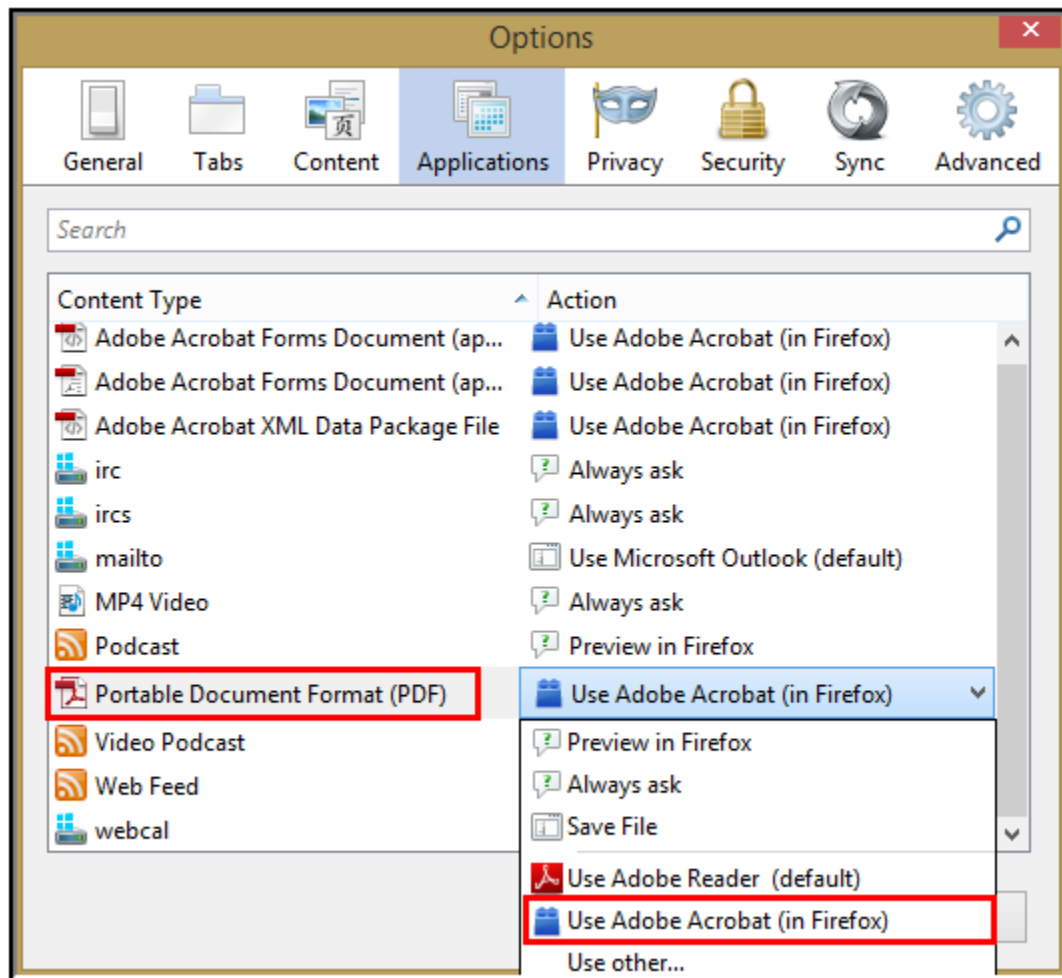 Options
General Tabs Content Applications Privacy Security Sync Advanced
页
Search
Content Type Action
Adobe Acrobat Forms Document (ap... Use Adobe Acrobat (in Firefox)
Adobe Acrobat Forms Document (ap... Use Adobe Acrobat (in Firefox)
Adobe Acrobat XML Data Package File Use Adobe Acrobat (in Firefox)
irc Always ask
ircs Always ask
mailto Use Microsoft Outlook (default)
MP4 Video Always ask
Podcast Preview in Firefox
Portable Document Format (PDF) Use Adobe Acrobat (in Firefox)
Video Podcast Preview in Firefox
Web Feed Always ask
webcal Save File
Use Adobe Reader (default)
Use Adobe Acrobat (in Firefox)
Use other...